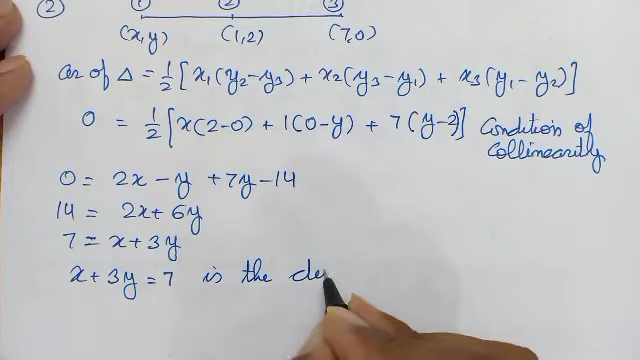 ② ① ② ③
(x,y) (1,2) (7,0)
ar of Δ = 1/2 [x₁(y₂-y₃) + x₂(y₃-y₁) + x₃(y₁-y₂)]
0 = 1/2 [x(2-0) + 1(0-y) + 7(y-2)] Condition of
collinearity
0 = 2x - y + 7y - 14
14 = 2x + 6y
7 = x + 3y
x + 3y = 7 is the de